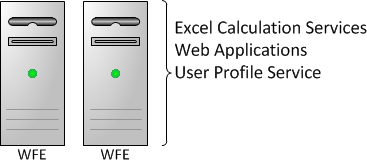 Excel Calculation Services
Web Applications
User Profile Service
WFE
WFE